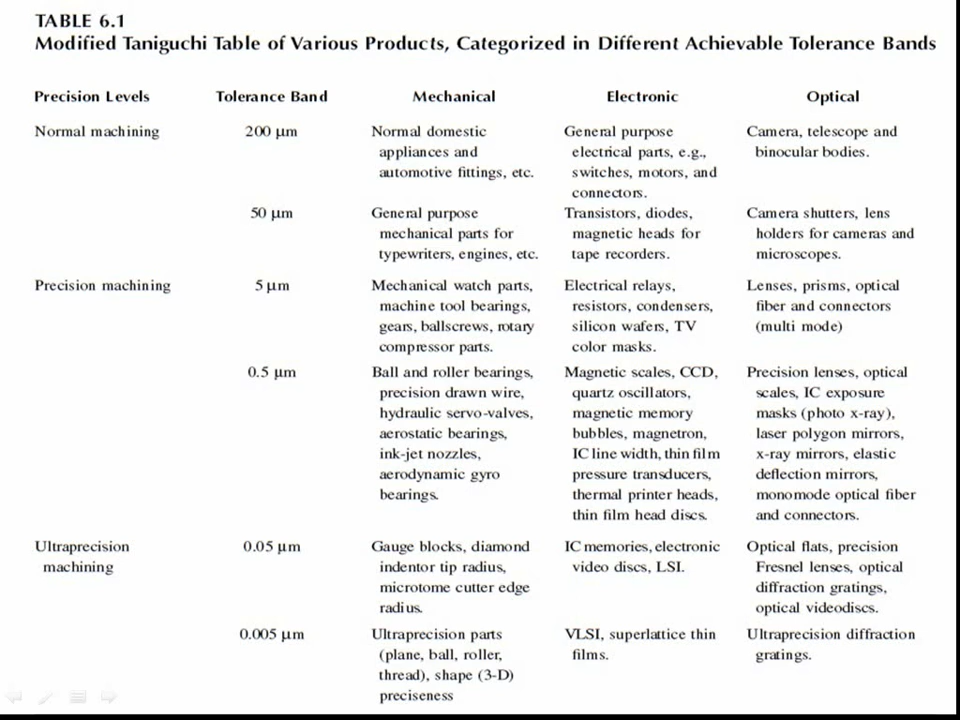 TABLE 6.1
Modified Taniguchi Table of Various Products, Categorized in Different Achievable Tolerance Bands
Precision Levels Tolerance Band Mechanical Electronic Optical
Normal machining 200 μm Normal domestic General purpose Camera, telescope and
appliances and electrical parts, e.g., binocular bodies.
automotive fittings, etc. switches, motors, and
connectors.
50 μm General purpose Transistors, diodes, Camera shutters, lens
mechanical parts for magnetic heads for holders for cameras and
typewriters, engines, etc. tape recorders. microscopes.
Precision machining 5 μm Mechanical watch parts, Electrical relays, Lenses, prisms, optical
machine tool bearings, resistors, condensers, fiber and connectors
gears, ballscrews, rotary silicon wafers, TV (multi mode)
compressor parts. color masks.
0.5 μm Ball and roller bearings, Magnetic scales, CCD, Precision lenses, optical
precision drawn wire, quartz oscillators, scales, IC exposure
hydraulic servo-valves, magnetic memory masks (photo x-ray),
aerostatic bearings, bubbles, magnetron, laser polygon mirrors,
ink-jet nozzles, IC line width, thin film x-ray mirrors, elastic
aerodynamic gyro pressure transducers, deflection mirrors,
bearings. thermal printer heads, monomode optical fiber
thin film head discs. and connectors.
Ultraprecision 0.05 μm Gauge blocks, diamond IC memories, electronic Optical flats, precision
machining indentor tip radius, video discs, LSI. Fresnel lenses, optical
microtome cutter edge diffraction gratings,
radius. optical videodiscs.
0.005 μm Ultraprecision parts VLSI, superlattice thin Ultraprecision diffraction
(plane, ball, roller, films. gratings.
thread), shape (3-D)
preciseness